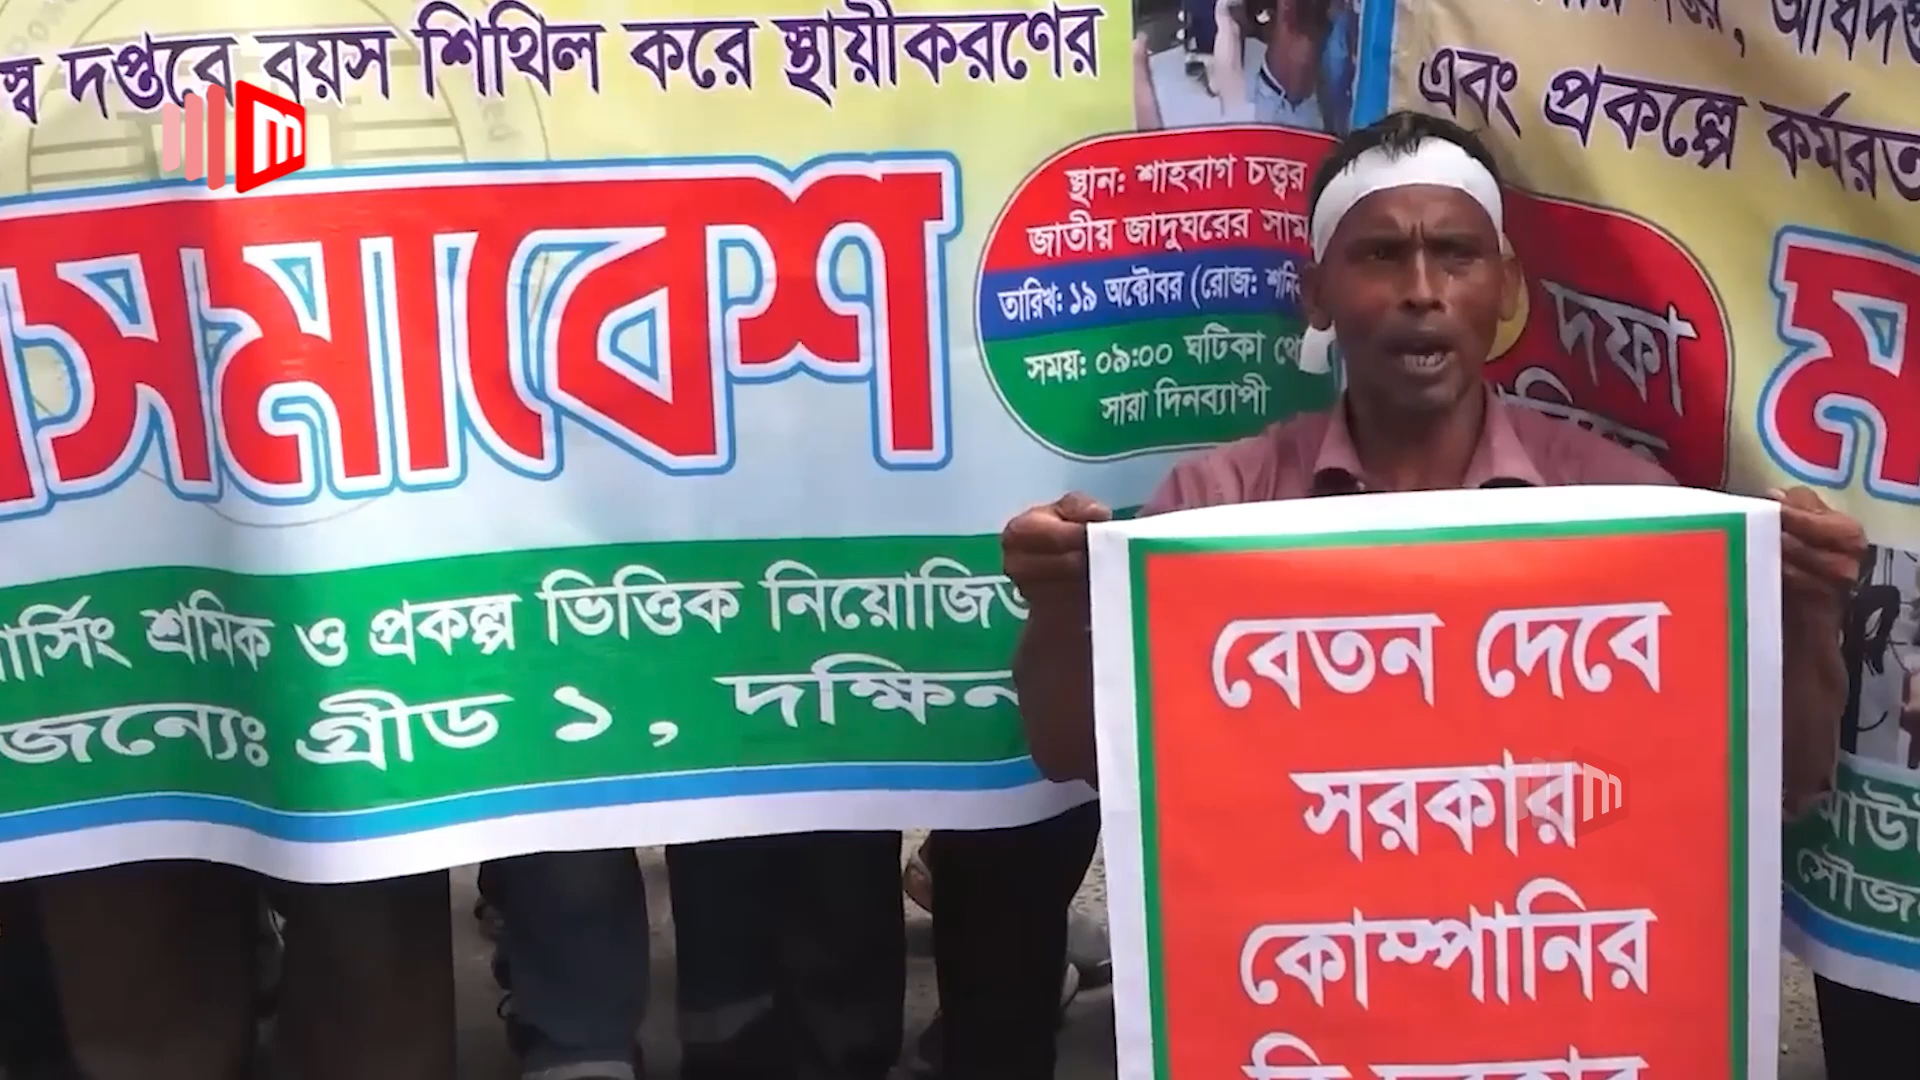 স্ব দপ্তরে বয়স শিথিল করে স্থায়ীকরণের
সমাবেশ
স্থান: শাহবাগ চত্ত্বর
জাতীয় জাদুঘরের
তারিখ: ১৯ অক্টোবর (রোজ:
সময়: ০৯:০০ ঘটিকা
সারা দিনব্যাপী
শ্রমিক ও প্রকল্প ভিত্তিক
জন্যেঃ গ্রীড ১, দক্ষিন
এবং প্রকল্পে কর্মরত
দফা
ম
বেতন দেবে
সরকার
কোম্পানির
কি দরকার
m
m